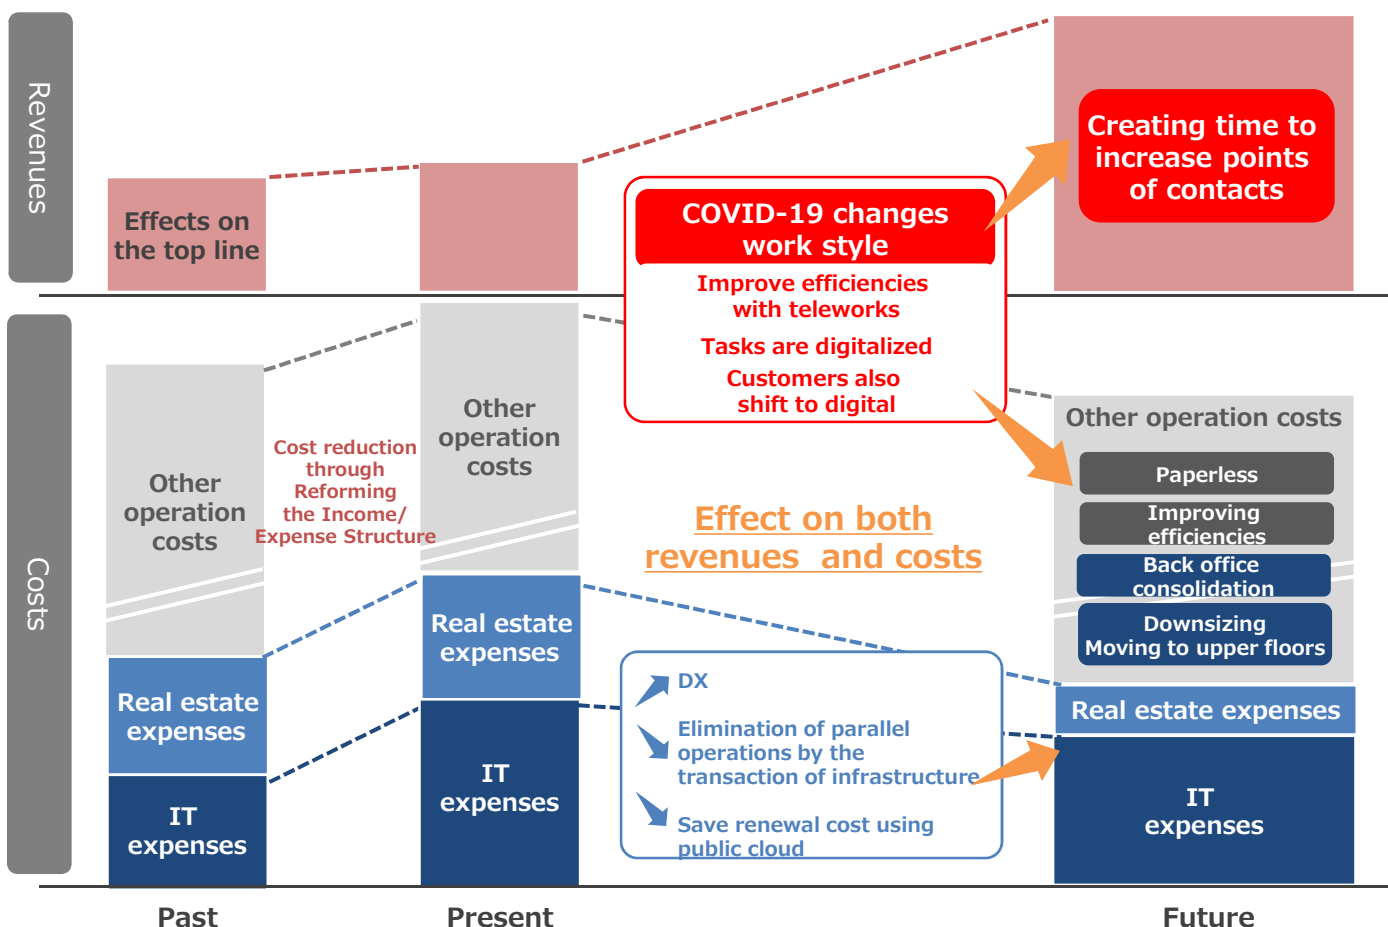 Revenues
Effects on
the top line
COVID-19 changes
work style
Improve efficiencies
with teleworks
Tasks are digitalized
Customers also
shift to digital
Creating time to
increase points
of contacts
Costs
Other
operation
costs
Real estate
expenses
IT
expenses
Cost reduction
through
Reforming
the Income/
Expense Structure
Other
operation
costs
Real estate
expenses
IT
expenses
Effect on both
revenues and costs
DX
Elimination of parallel
operations by the
transaction of infrastructure
Save renewal cost using
public cloud
Other operation costs
Paperless
Improving
efficiencies
Back office
consolidation
Downsizing
Moving to upper floors
Real estate expenses
IT
expenses
Past
Present
Future